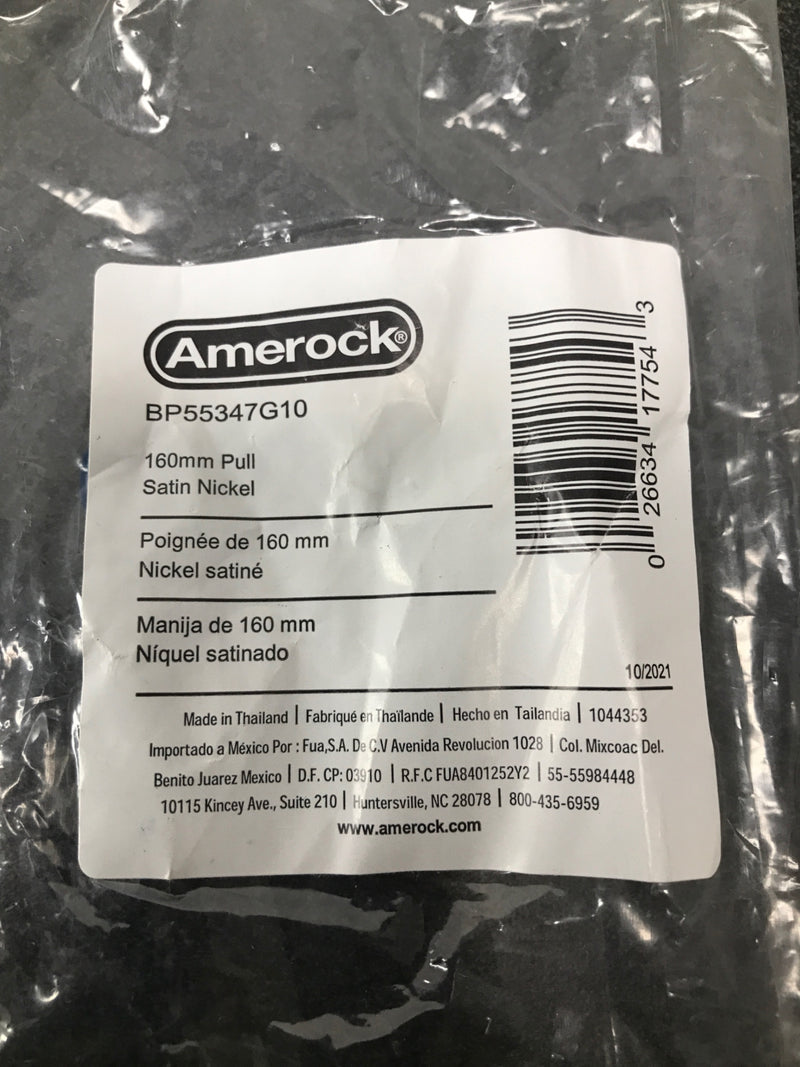 Amerock®
BP55347G10
160mm Pull
Satin Nickel
Poignée de 160 mm
Nickel satiné
Manija de 160 mm
Níquel satinado
0 26634 17754 3
10/2021
Made in Thailand | Fabriqué en Thaïlande | Hecho en Tailandia | 1044353
Importado a México Por : Fua,S.A. De C.V Avenida Revolucion 1028 | Col. Mixcoac Del.
Benito Juarez Mexico | D.F. CP: 03910 | R.F.C FUA8401252Y2 | 55-55984448
10115 Kincey Ave., Suite 210 | Huntersville, NC 28078 | 800-435-6959
www.amerock.com